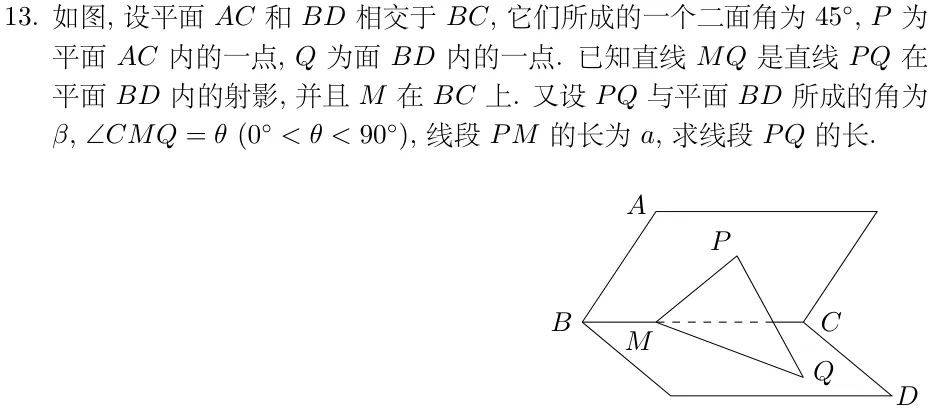 13. 如图, 设平面 AC 和 BD 相交于 BC, 它们所成的一个二面角为 45°, P 为
平面 AC 内的一点, Q 为面 BD 内的一点. 已知直线 MQ 是直线 PQ 在
平面 BD 内的射影, 并且 M 在 BC 上. 又设 PQ 与平面 BD 所成的角为
β, ∠CMQ = θ (0° < θ < 90°), 线段 PM 的长为 a, 求线段 PQ 的长.
A
P
B
M
C
Q
D